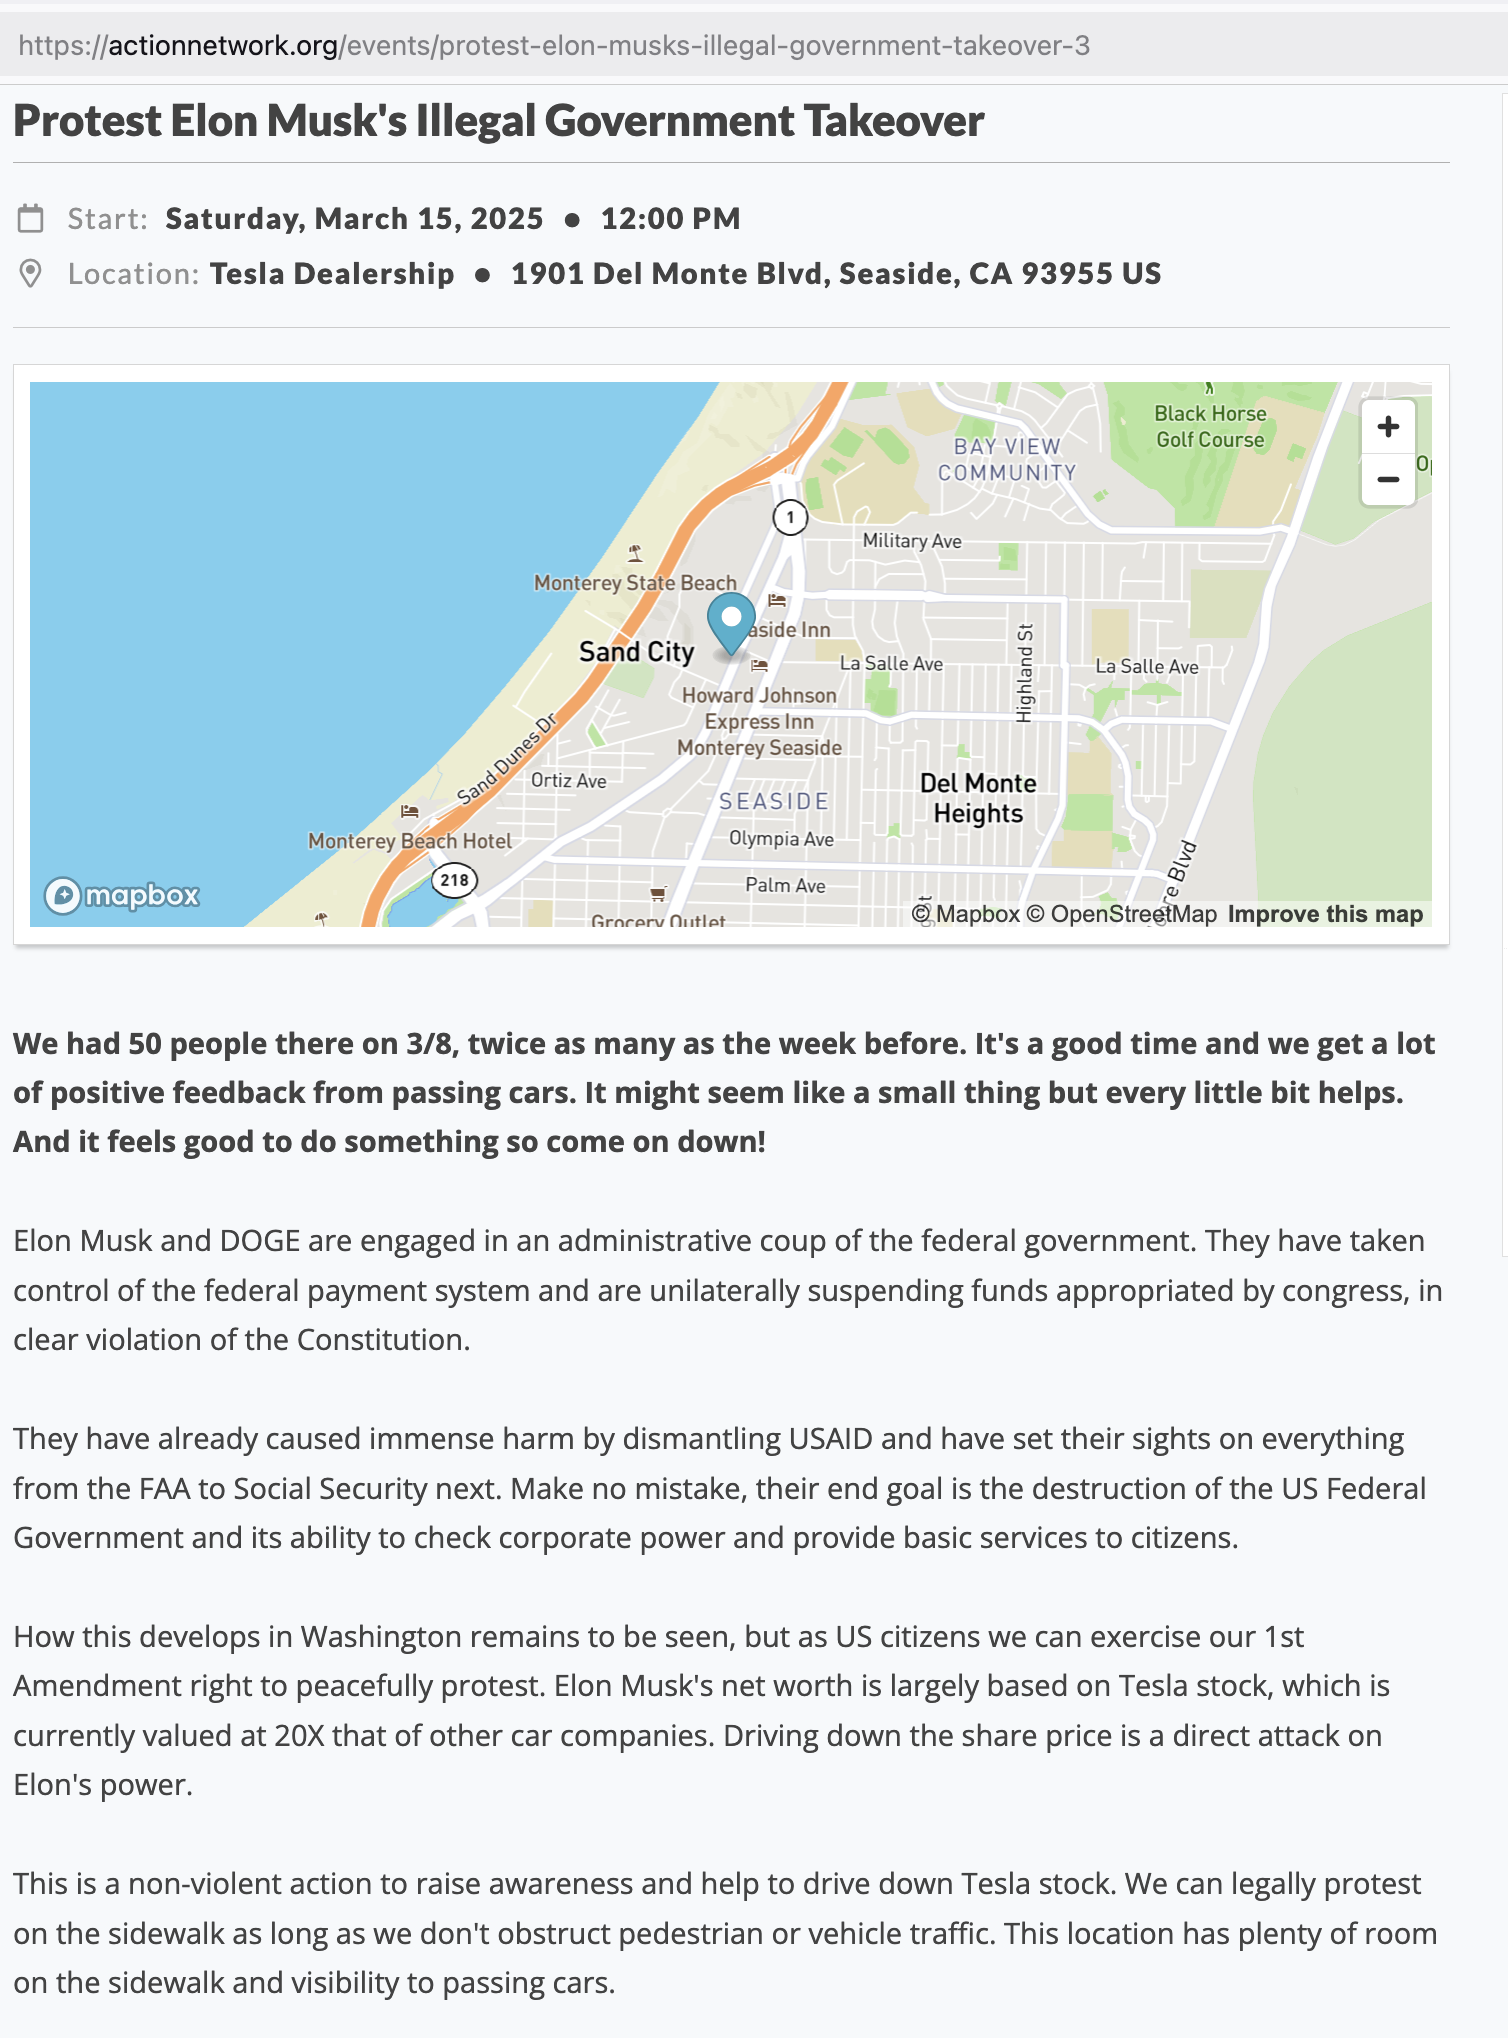 https://actionnetwork.org/events/protest-elon-musks-illegal-government-takeover-3
Protest Elon Musk's Illegal Government Takeover
Start: Saturday, March 15, 2025 ● 12:00 PM
Location: Tesla Dealership ● 1901 Del Monte Blvd, Seaside, CA 93955 US
Black Horse
Golf Course
+
−
BAY VIEW
COMMUNITY
1
Military Ave
Monterey State Beach
aside Inn
Sand City
La Salle Ave
Highland St
La Salle Ave
Howard Johnson
Express Inn
Monterey Seaside
Sand Dunes Dr
Ortiz Ave
SEASIDE
Del Monte
Heights
Olympia Ave
Monterey Beach Hotel
218
Palm Ave
Blvd
mapbox
Grocery Outlet
© Mapbox © OpenStreetMap Improve this map
We had 50 people there on 3/8, twice as many as the week before. It's a good time and we get a lot
of positive feedback from passing cars. It might seem like a small thing but every little bit helps.
And it feels good to do something so come on down!
Elon Musk and DOGE are engaged in an administrative coup of the federal government. They have taken
control of the federal payment system and are unilaterally suspending funds appropriated by congress, in
clear violation of the Constitution.
They have already caused immense harm by dismantling USAID and have set their sights on everything
from the FAA to Social Security next. Make no mistake, their end goal is the destruction of the US Federal
Government and its ability to check corporate power and provide basic services to citizens.
How this develops in Washington remains to be seen, but as US citizens we can exercise our 1st
Amendment right to peacefully protest. Elon Musk's net worth is largely based on Tesla stock, which is
currently valued at 20X that of other car companies. Driving down the share price is a direct attack on
Elon's power.
This is a non-violent action to raise awareness and help to drive down Tesla stock. We can legally protest
on the sidewalk as long as we don't obstruct pedestrian or vehicle traffic. This location has plenty of room
on the sidewalk and visibility to passing cars.